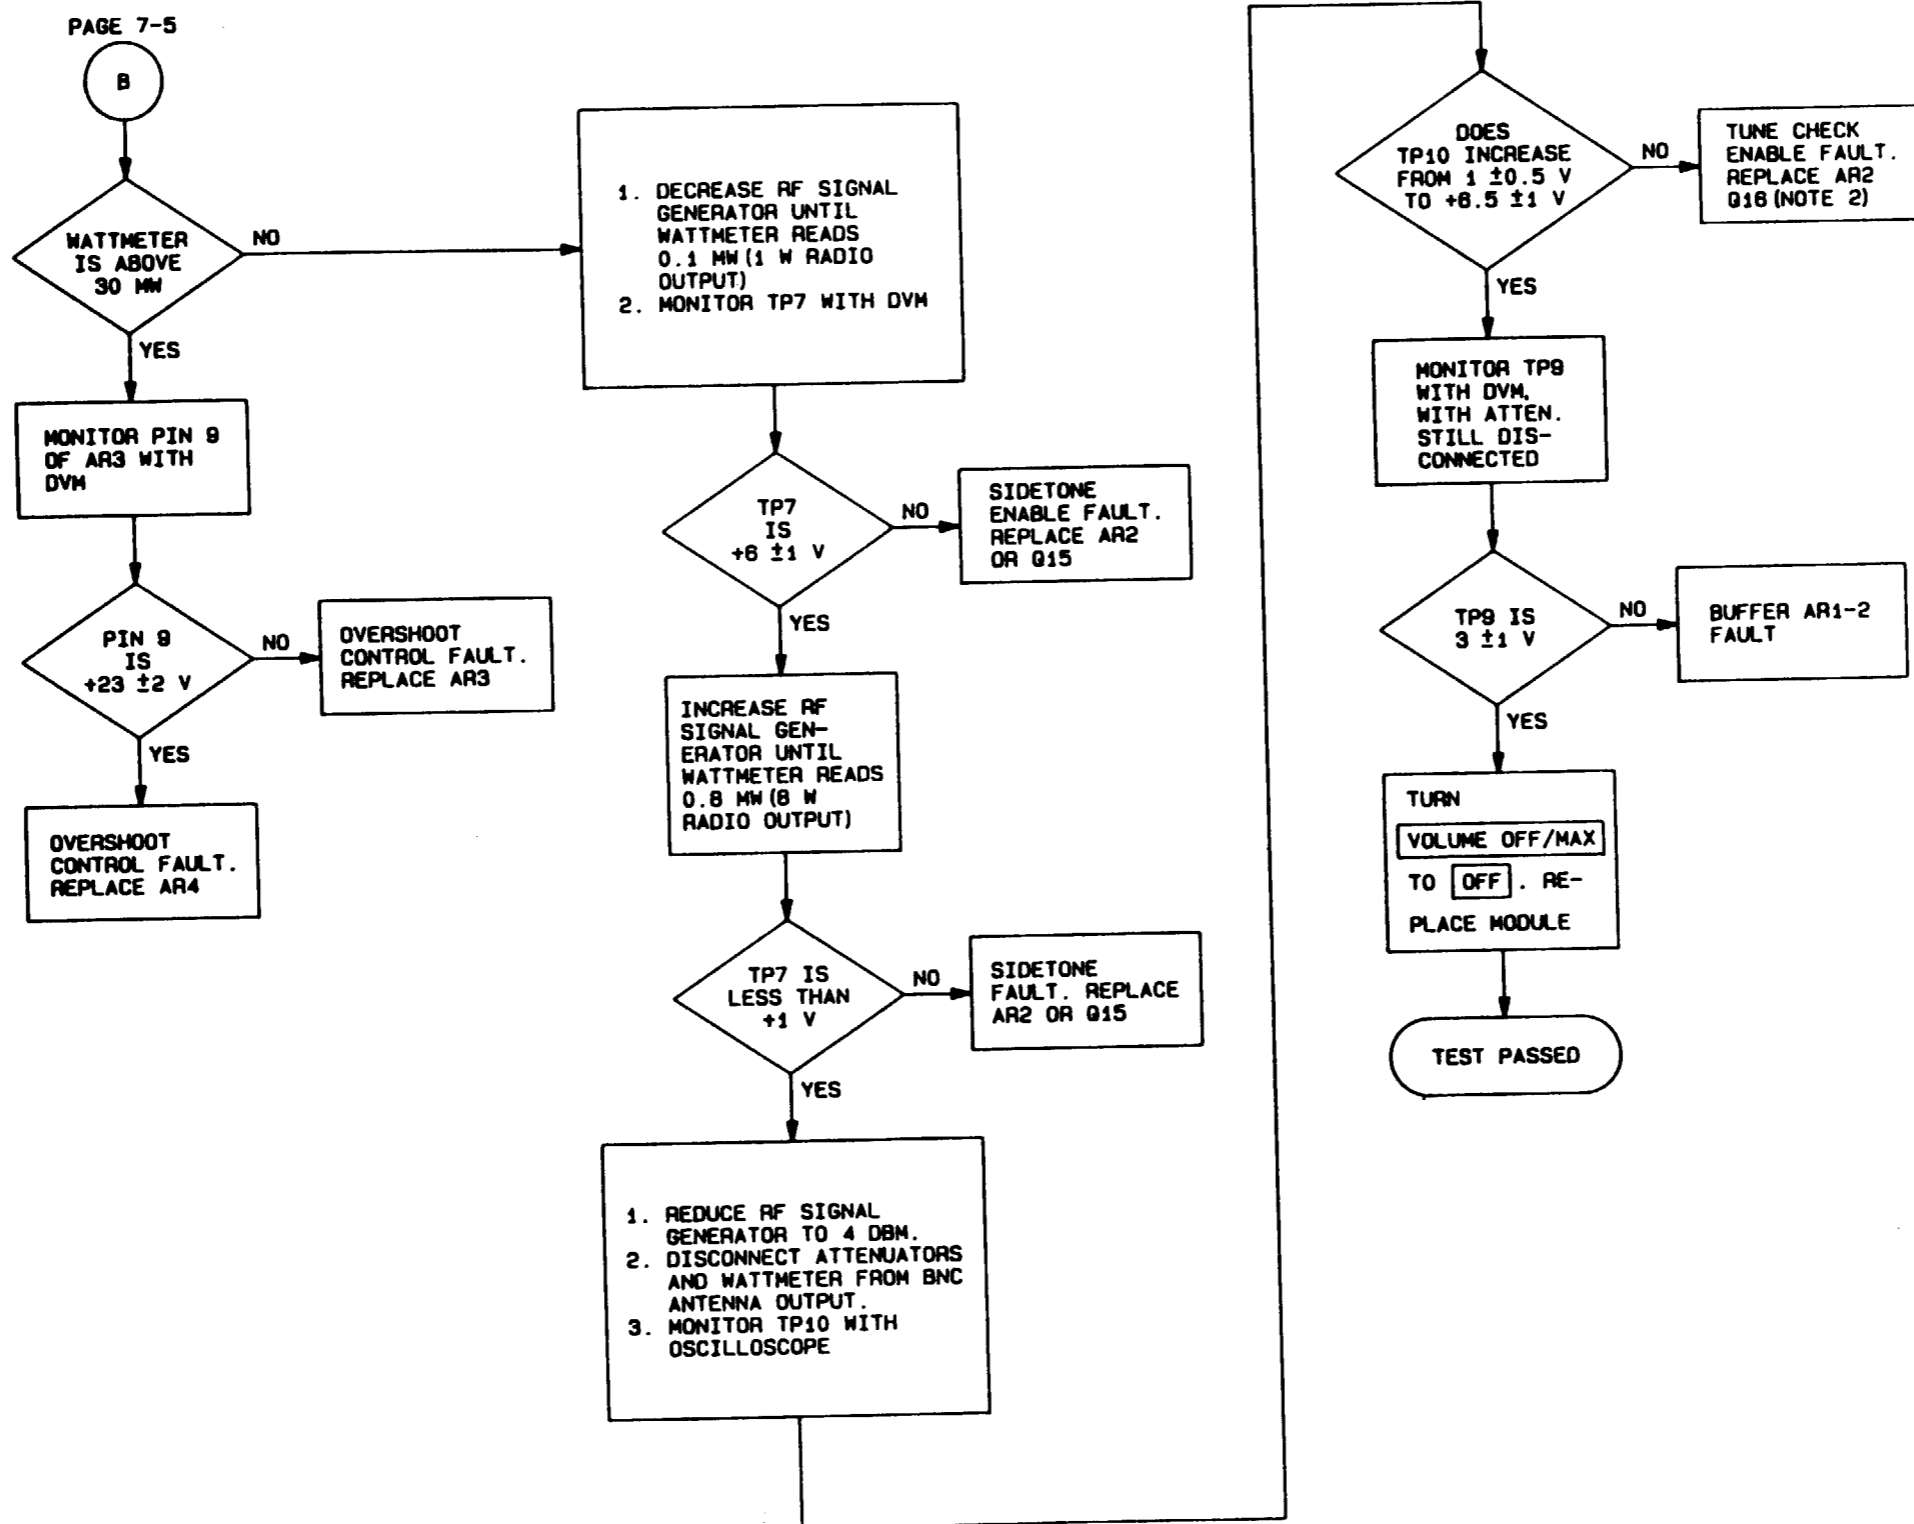 PAGE 7-5
B
WATTMETER
IS ABOVE
30 MW
NO
YES
MONITOR PIN 9
OF AR3 WITH
DVM
PIN 9
IS
+23 ±2 V
NO
OVERSHOOT
CONTROL FAULT.
REPLACE AR3
YES
OVERSHOOT
CONTROL FAULT.
REPLACE AR4
1. DECREASE RF SIGNAL
GENERATOR UNTIL
WATTMETER READS
0.1 MW (1 W RADIO
OUTPUT)
2. MONITOR TP7 WITH DVM
TP7
IS
+6 ±1 V
NO
SIDETONE
ENABLE FAULT.
REPLACE AR2
OR Q15
YES
INCREASE RF
SIGNAL GEN-
ERATOR UNTIL
WATTMETER READS
0.8 MW (8 W
RADIO OUTPUT)
TP7 IS
LESS THAN
+1 V
NO
SIDETONE
FAULT. REPLACE
AR2 OR Q15
YES
1. REDUCE RF SIGNAL
GENERATOR TO 4 DBM.
2. DISCONNECT ATTENUATORS
AND WATTMETER FROM BNC
ANTENNA OUTPUT.
3. MONITOR TP10 WITH
OSCILLOSCOPE
DOES
TP10 INCREASE
FROM 1 ±0.5 V
TO +6.5 ±1 V
NO
TUNE CHECK
ENABLE FAULT.
REPLACE AR2
Q16 (NOTE 2)
YES
MONITOR TP9
WITH DVM,
WITH ATTEN.
STILL DIS-
CONNECTED
TP9 IS
3 ±1 V
NO
BUFFER AR1-2
FAULT
YES
TURN
VOLUME OFF/MAX
TO OFF . RE-
PLACE MODULE
TEST PASSED